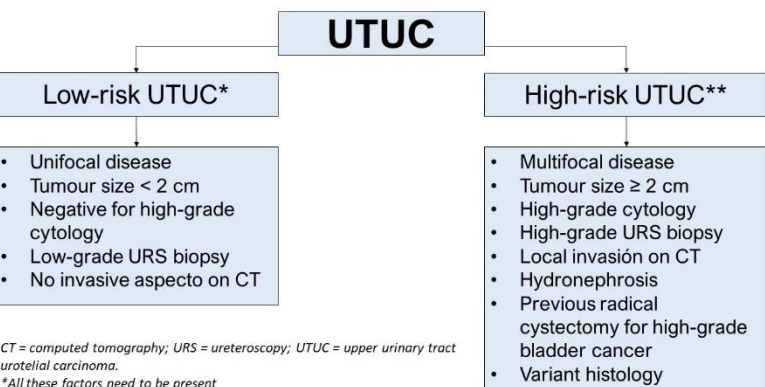 UTUC
Low-risk UTUC*
• Unifocal disease
• Tumour size < 2 cm
• Negative for high-grade
cytology
• Low-grade URS biopsy
• No invasive aspecto on CT
High-risk UTUC**
• Multifocal disease
• Tumour size ≥ 2 cm
• High-grade cytology
• High-grade URS biopsy
• Local invasión on CT
• Hydronephrosis
• Previous radical
cystectomy for high-grade
bladder cancer
• Variant histology
CT = computed tomography; URS = ureteroscopy; UTUC = upper urinary tract
urotelial carcinoma.
*All these factors need to be present